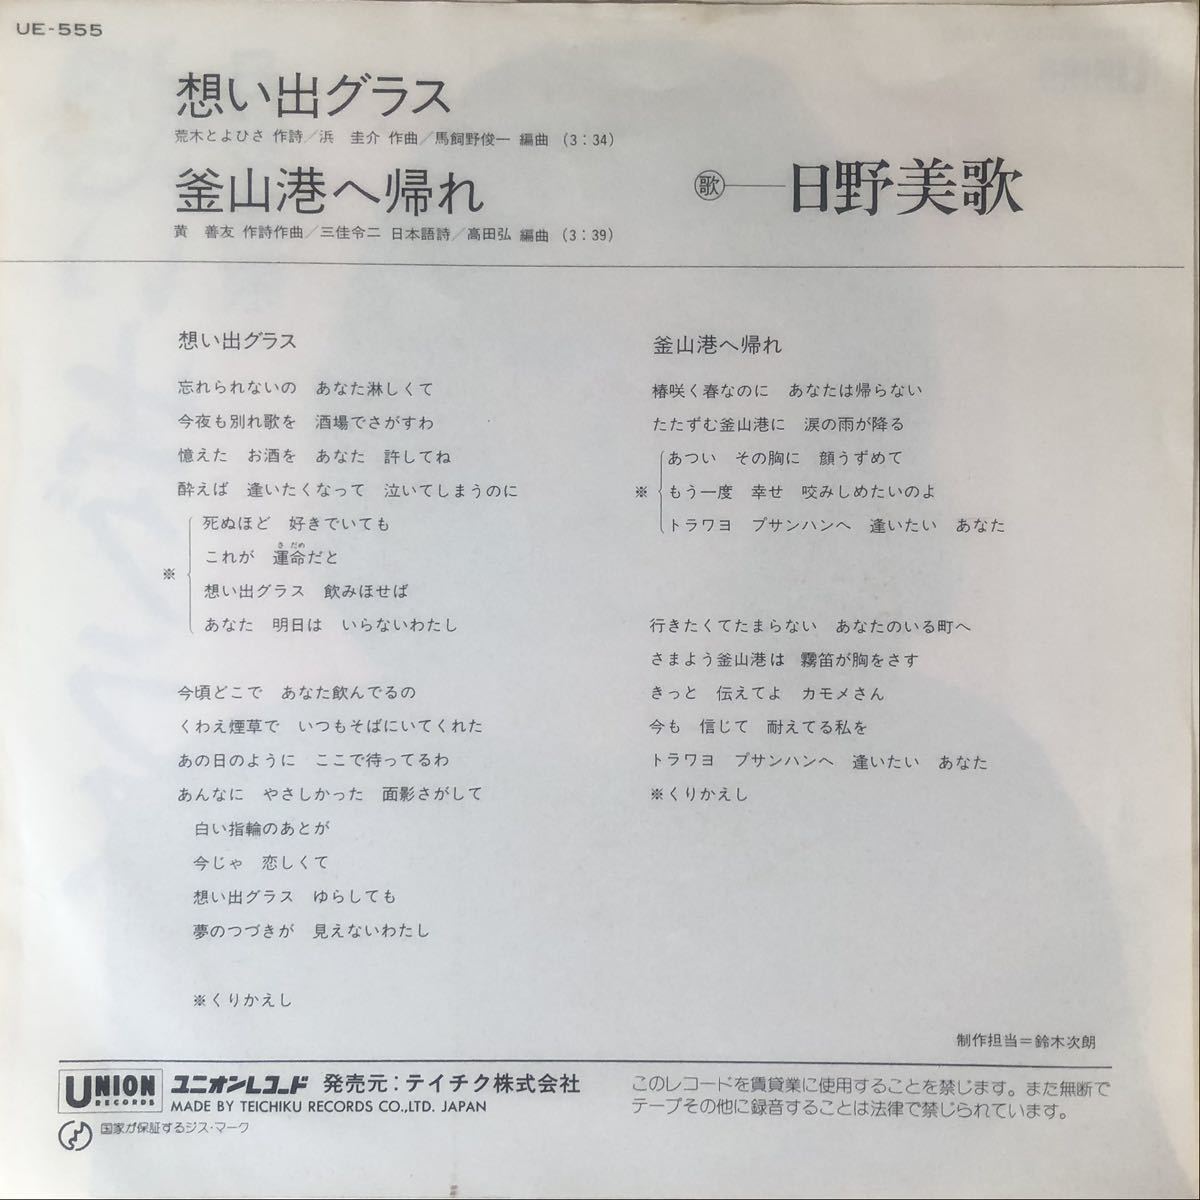 UE-555
想い出グラス
荒木とよひさ 作詩／浜　圭介 作曲／馬飼野俊一 編曲（3：34）
釜山港へ帰れ
黄　善友 作詩作曲／三佳令二 日本語詩／高田弘 編曲（3：39）
歌―日野美歌
想い出グラス
忘れられないの　あなた淋しくて
今夜も別れ歌を　酒場でさがすわ
憶えた　お酒を　あなた　許してね
酔えば　逢いたくなって　泣いてしまうのに
死ぬほど　好きでいても
これが　運命だと
さだめ
※
想い出グラス　飲みほせば
あなた　明日は　いらないわたし
今頃どこで　あなた飲んでるの
くわえ煙草で　いつもそばにいてくれた
あの日のように　ここで待ってるわ
あんなに　やさしかった　面影さがして
白い指輪のあとが
今じゃ　恋しくて
想い出グラス　ゆらしても
夢のつづきが　見えないわたし
※くりかえし
釜山港へ帰れ
椿咲く春なのに　あなたは帰らない
たたずむ釜山港に　涙の雨が降る
あつい　その胸に　顔うずめて
※ もう一度　幸せ　咬みしめたいのよ
トラワヨ　プサンハンへ　逢いたい　あなた
行きたくてたまらない　あなたのいる町へ
さまよう釜山港は　霧笛が胸をさす
きっと　伝えてよ　カモメさん
今も　信じて　耐えてる私を
トラワヨ　プサンハンへ　逢いたい　あなた
※くりかえし
制作担当＝鈴木次朗
UNION RECORDS
ユニオンレコード 発売元：テイチク株式会社
MADE BY TEICHIKU RECORDS CO.,LTD. JAPAN
国家が保証するジス・マーク
このレコードを賃貸業に使用することを禁じます。また無断で
テープその他に録音することは法律で禁じられています。